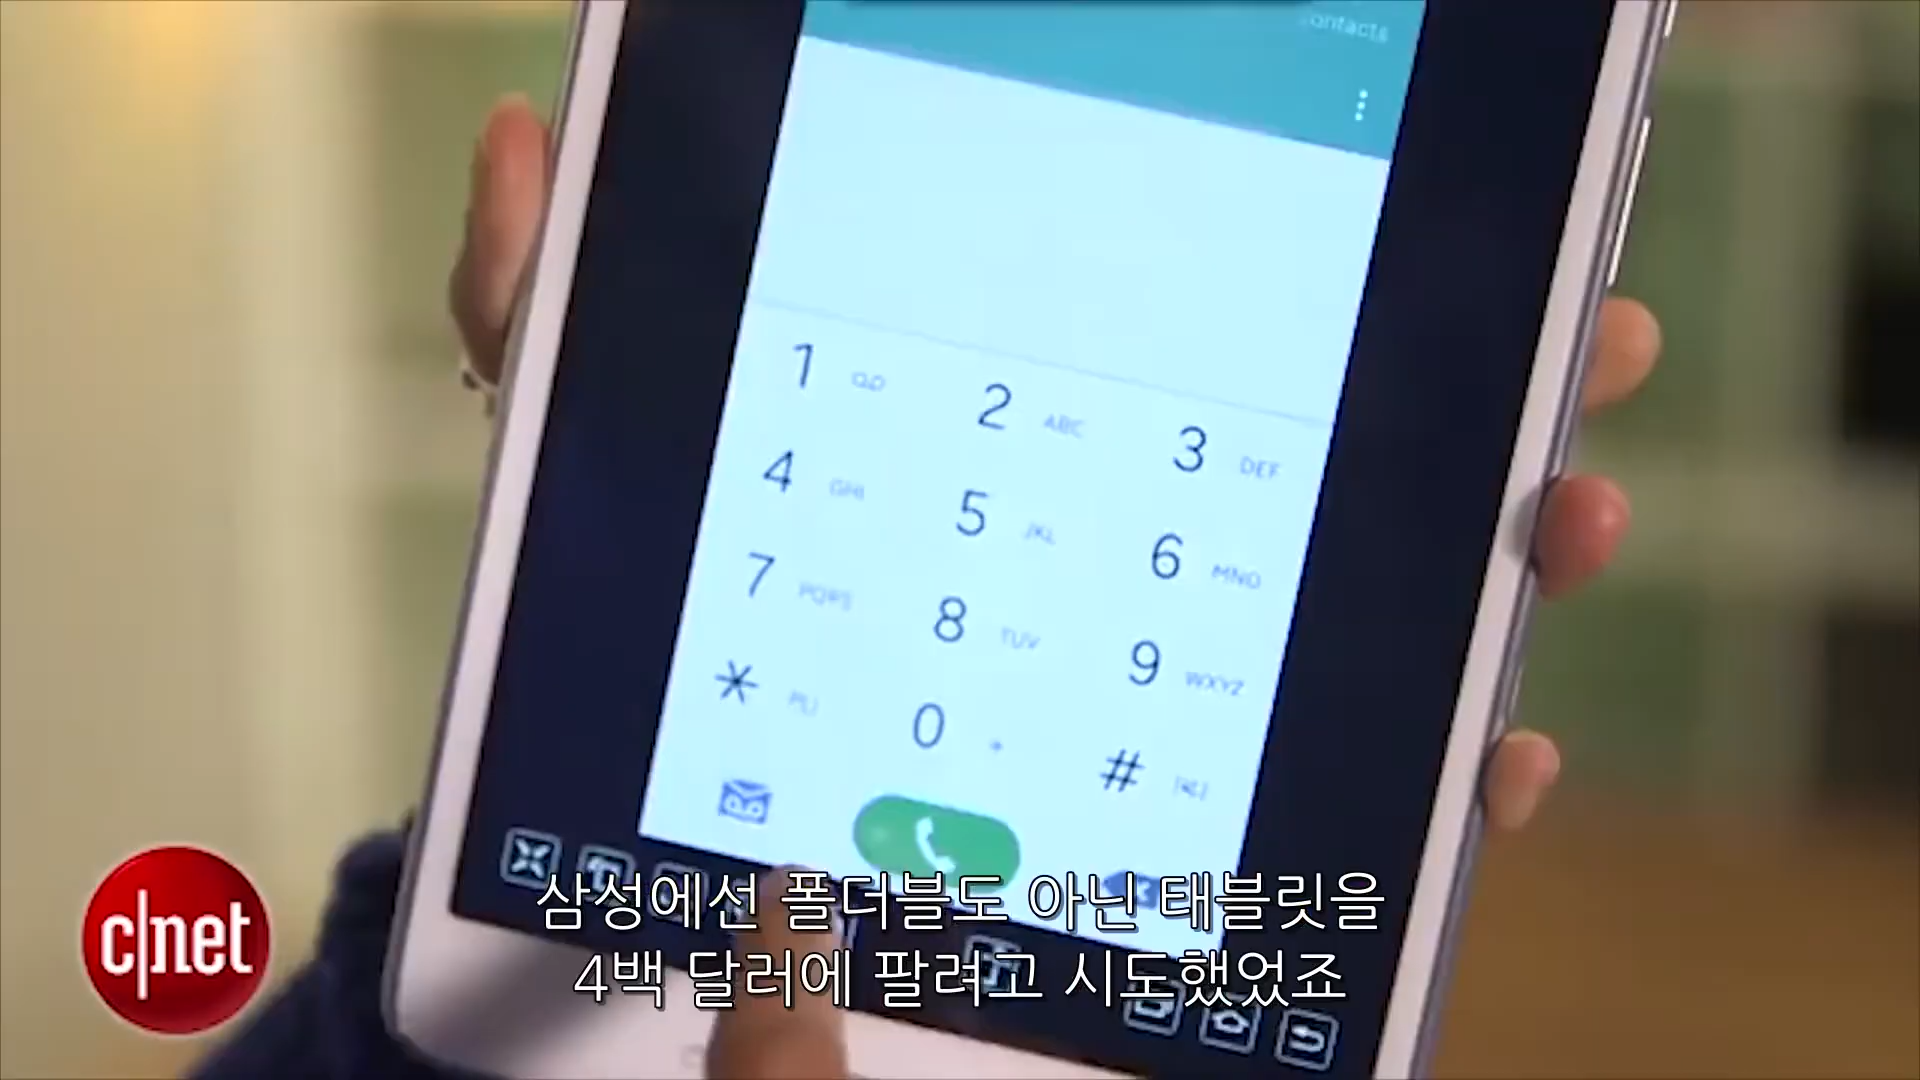 contacts
1
2 ABC
3 DEF
4 GHI
5 JKL
6 MNO
7 PQRS
8 TUV
9 WXYZ
*
0 +
#
c|net
삼성에선 폴더블도 아닌 태블릿을
4백 달러에 팔려고 시도했었죠